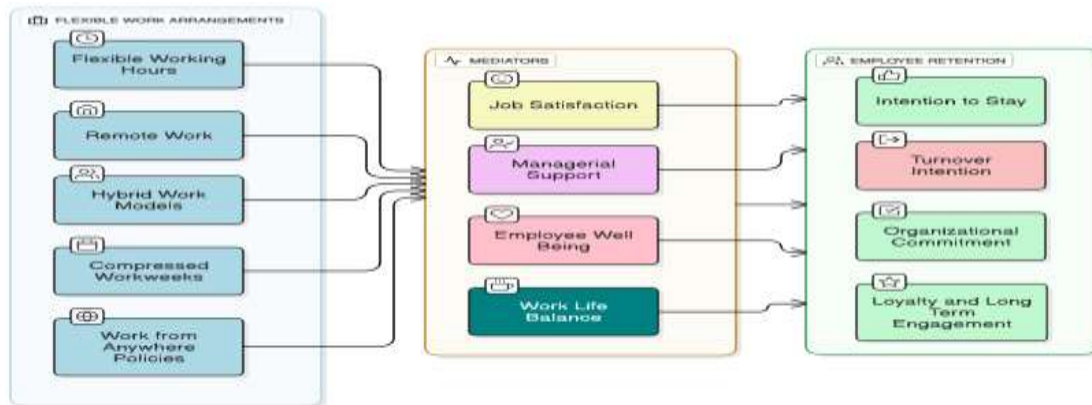 FLEXIBLE WORK ARRANGEMENTS
Flexible Working
Hours
Remote Work
Hybrid Work
Models
Compressed
Workweeks
Work from
Anywhere
Policies
MEDIATORS
Job Satisfaction
Managerial
Support
Employee Well
Being
Work Life
Balance
EMPLOYEE RETENTION
Intention to Stay
Turnover
Intention
Organizational
Commitment
Loyalty and Long
Term
Engagement